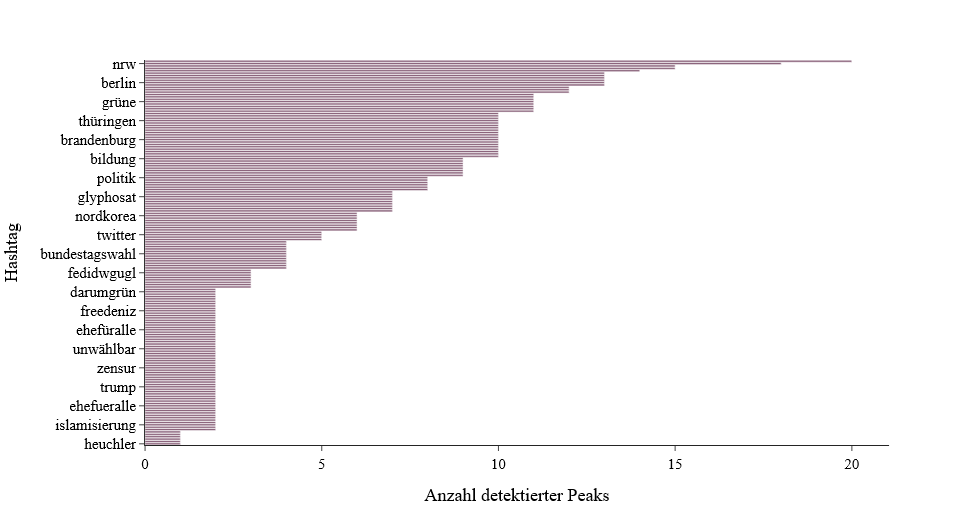 nrw
berlin
grüne
thüringen
brandenburg
bildung
politik
glyphosat
nordkorea
twitter
bundestagswahl
fedidwgugl
darumgrün
freedeniz
ehefüralle
unwählbar
zensur
trump
ehefueralle
islamisierung
heuchler
Hashtag
0 5 10 15 20
Anzahl detektierter Peaks